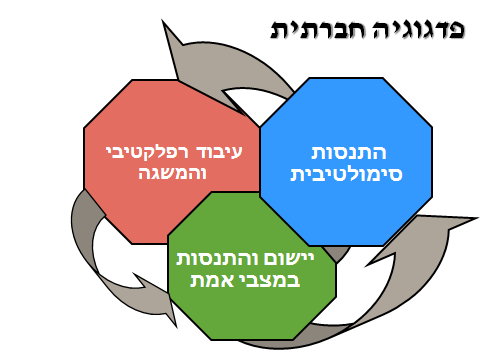 פדגוגיה חברתית
התנסות
סימולטיבית
עיבוד רפלקטיבי
והמשגה
יישום והתנסות
במצבי אמת